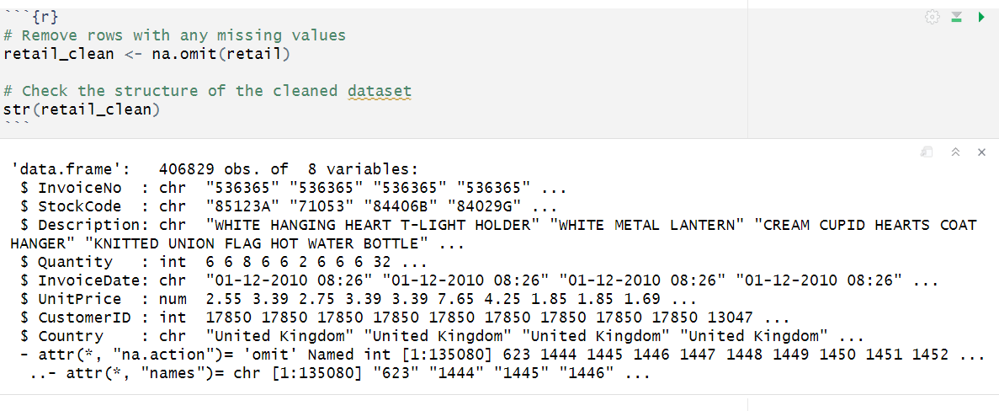 ```{r}
# Remove rows with any missing values
retail_clean <- na.omit(retail)
# Check the structure of the cleaned dataset
str(retail_clean)
```
'data.frame':   406829 obs. of  8 variables:
 $ InvoiceNo  : chr  "536365" "536365" "536365" "536365" ...
 $ StockCode  : chr  "85123A" "71053" "84406B" "84029G" ...
 $ Description: chr  "WHITE HANGING HEART T-LIGHT HOLDER" "WHITE METAL LANTERN" "CREAM CUPID HEARTS COAT
HANGER" "KNITTED UNION FLAG HOT WATER BOTTLE" ...
 $ Quantity   : int  6 6 8 6 6 2 6 6 6 32 ...
 $ InvoiceDate: chr  "01-12-2010 08:26" "01-12-2010 08:26" "01-12-2010 08:26" "01-12-2010 08:26" ...
 $ UnitPrice  : num  2.55 3.39 2.75 3.39 3.39 7.65 4.25 1.85 1.85 1.69 ...
 $ CustomerID : int  17850 17850 17850 17850 17850 17850 17850 17850 17850 13047 ...
 $ Country    : chr  "United Kingdom" "United Kingdom" "United Kingdom" "United Kingdom" ...
 - attr(*, "na.action")= 'omit' Named int [1:135080] 623 1444 1445 1446 1447 1448 1449 1450 1451 1452 ...
  ..- attr(*, "names")= chr [1:135080] "623" "1444" "1445" "1446" ...